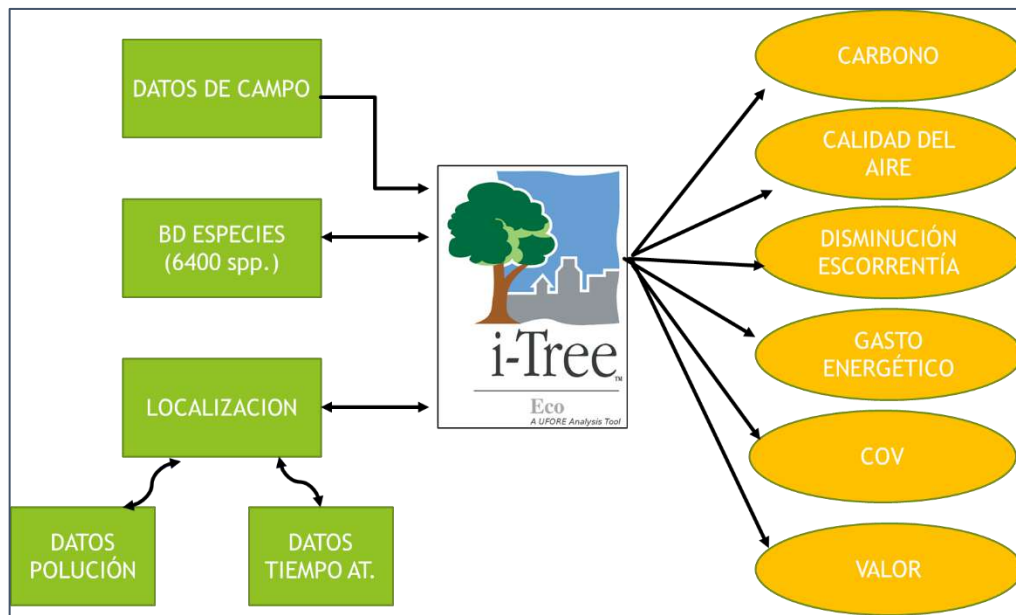 DATOS DE CAMPO
BD ESPECIES
(6400 spp.)
LOCALIZACION
DATOS
POLUCIÓN
DATOS
TIEMPO AT.
i-Tree™
Eco
A UFORE Analysis Tool
CARBONO
CALIDAD DEL
AIRE
DISMINUCIÓN
ESCORRENTÍA
GASTO
ENERGÉTICO
COV
VALOR